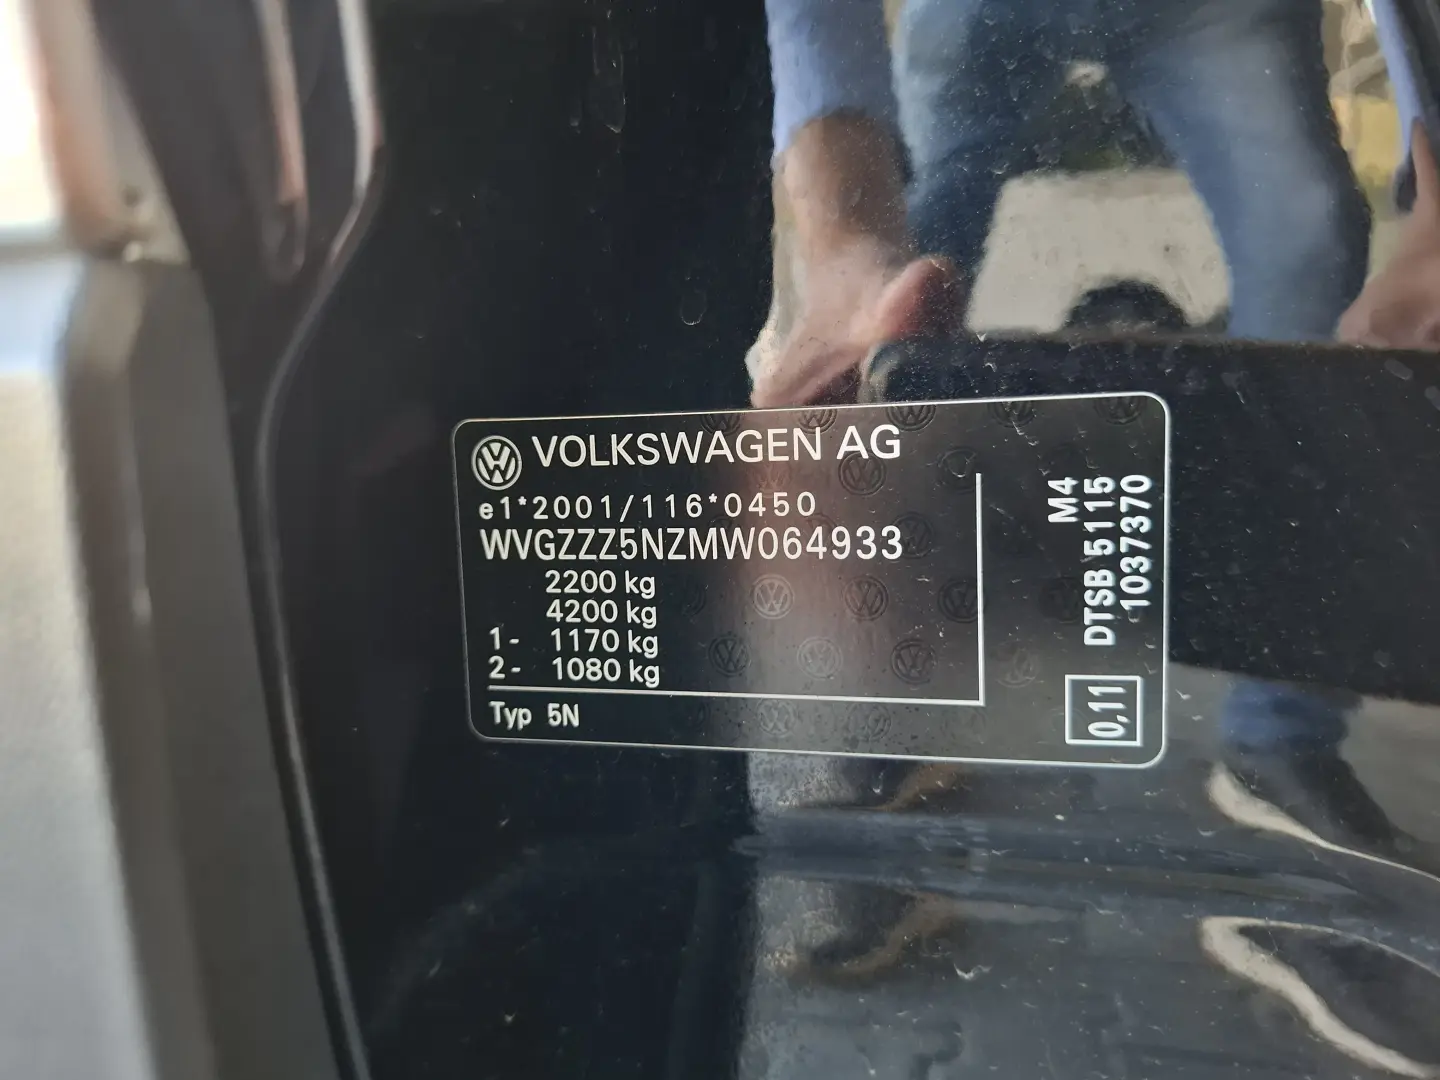 VOLKSWAGEN AG
e1*2001/116*0450
WVGZZZ5NZMW064933
2200 kg
4200 kg
1- 1170 kg
2- 1080 kg
Typ 5N
M4
DTSB 5115
1037370
0,11